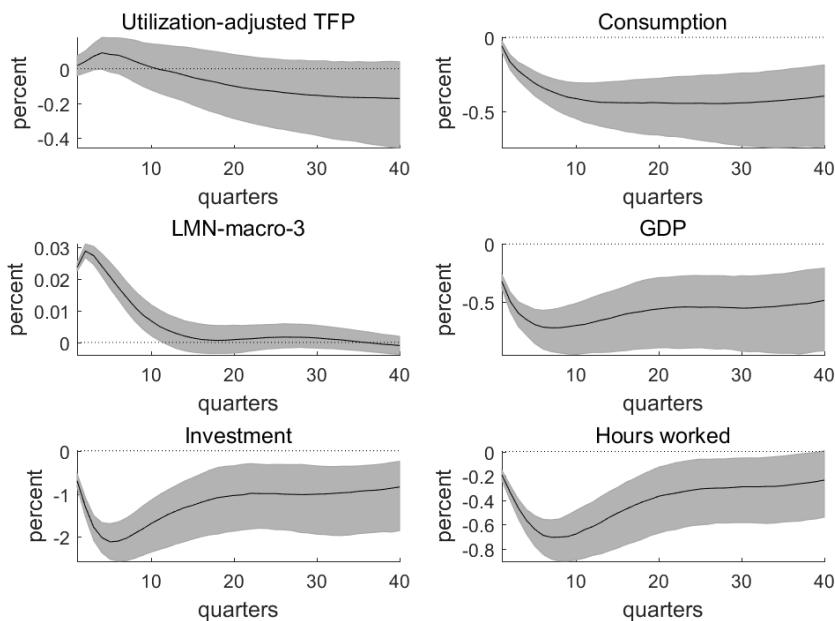 Utilization-adjusted TFP
percent
0
-0.2
-0.4
10 20 30 40
quarters
Consumption
percent
0
-0.5
10 20 30 40
quarters
LMN-macro-3
percent
0.03
0.02
0.01
0
10 20 30 40
quarters
GDP
percent
0
-0.5
10 20 30 40
quarters
Investment
percent
0
-1
-2
10 20 30 40
quarters
Hours worked
percent
0
-0.2
-0.4
-0.6
-0.8
10 20 30 40
quarters